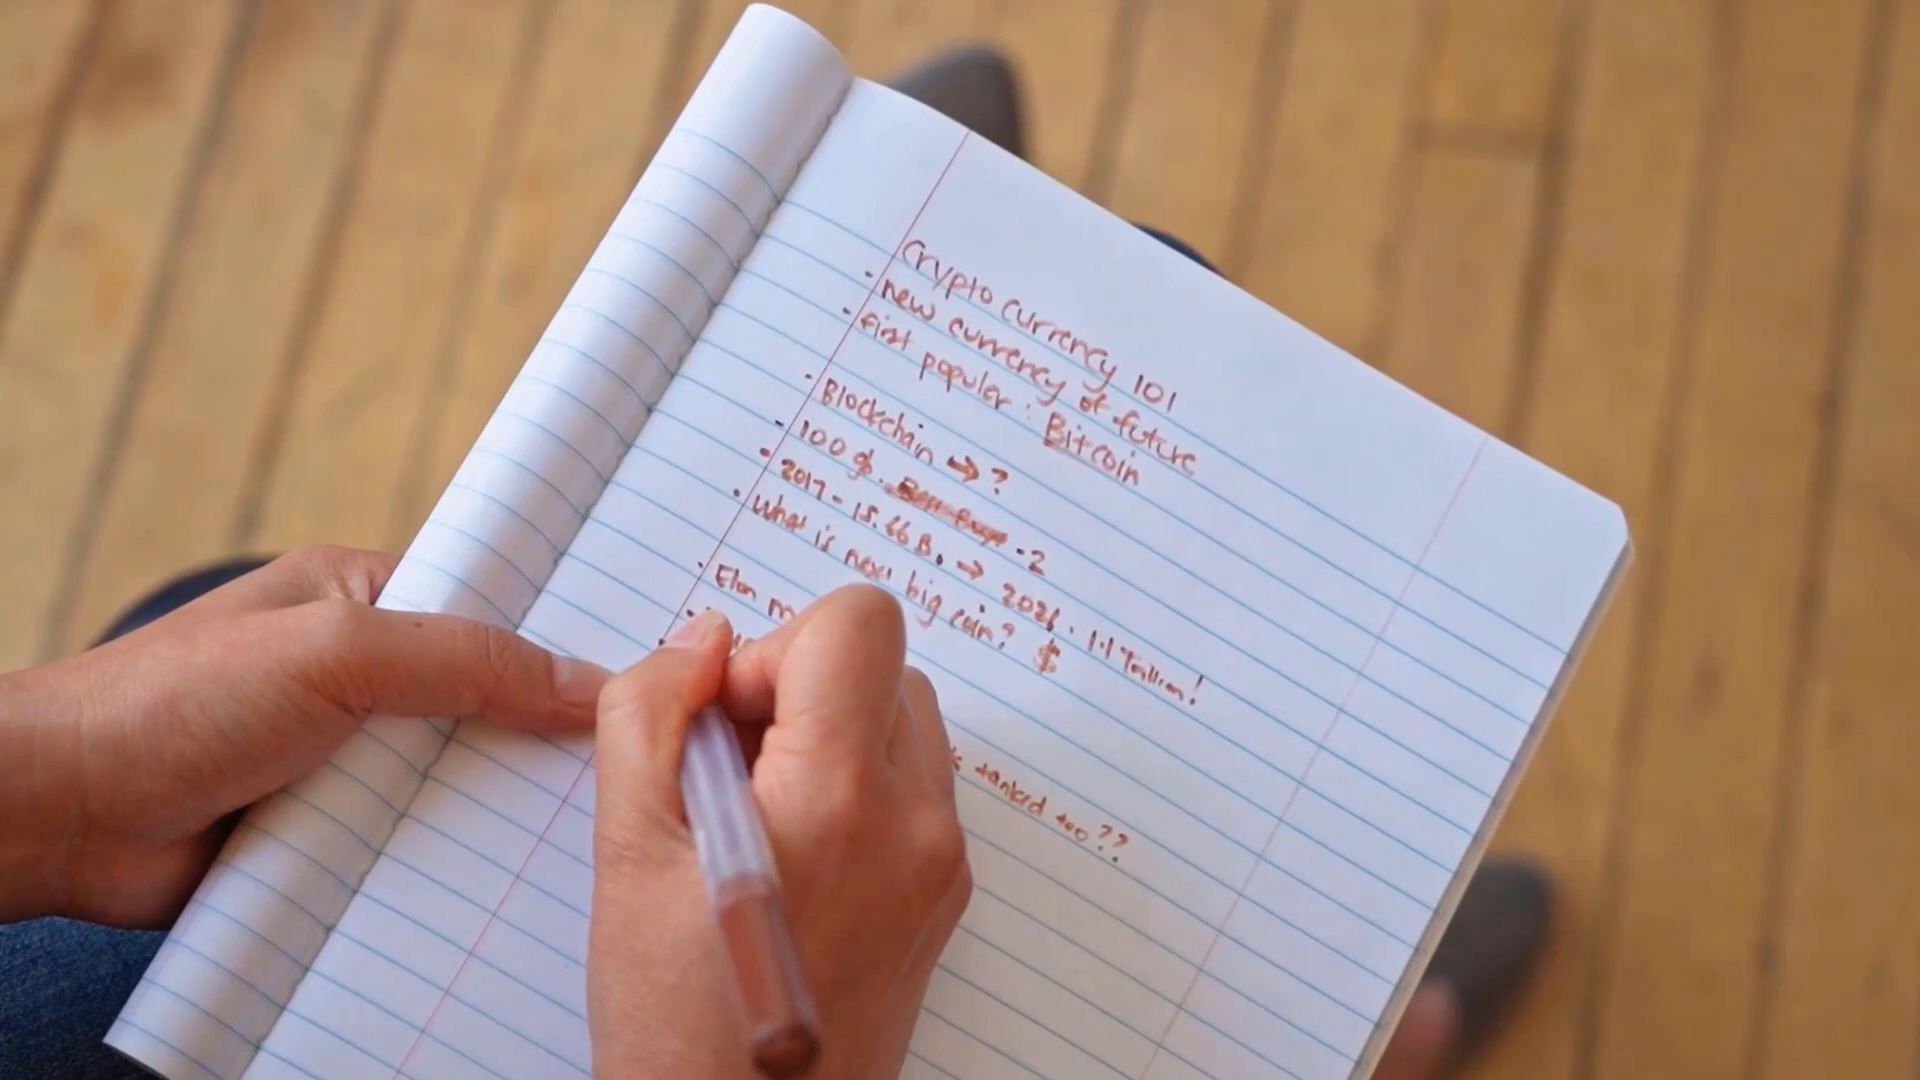 Crypto Currency 101
- new currency of future
- first popular : Bitcoin
- Blockchain → ?
- 100 $ . -2
- 2017 - 15.66 B. → 2021 . 1.1 Trillion!
- What is next big coin? $
- Elon m
tanked too??